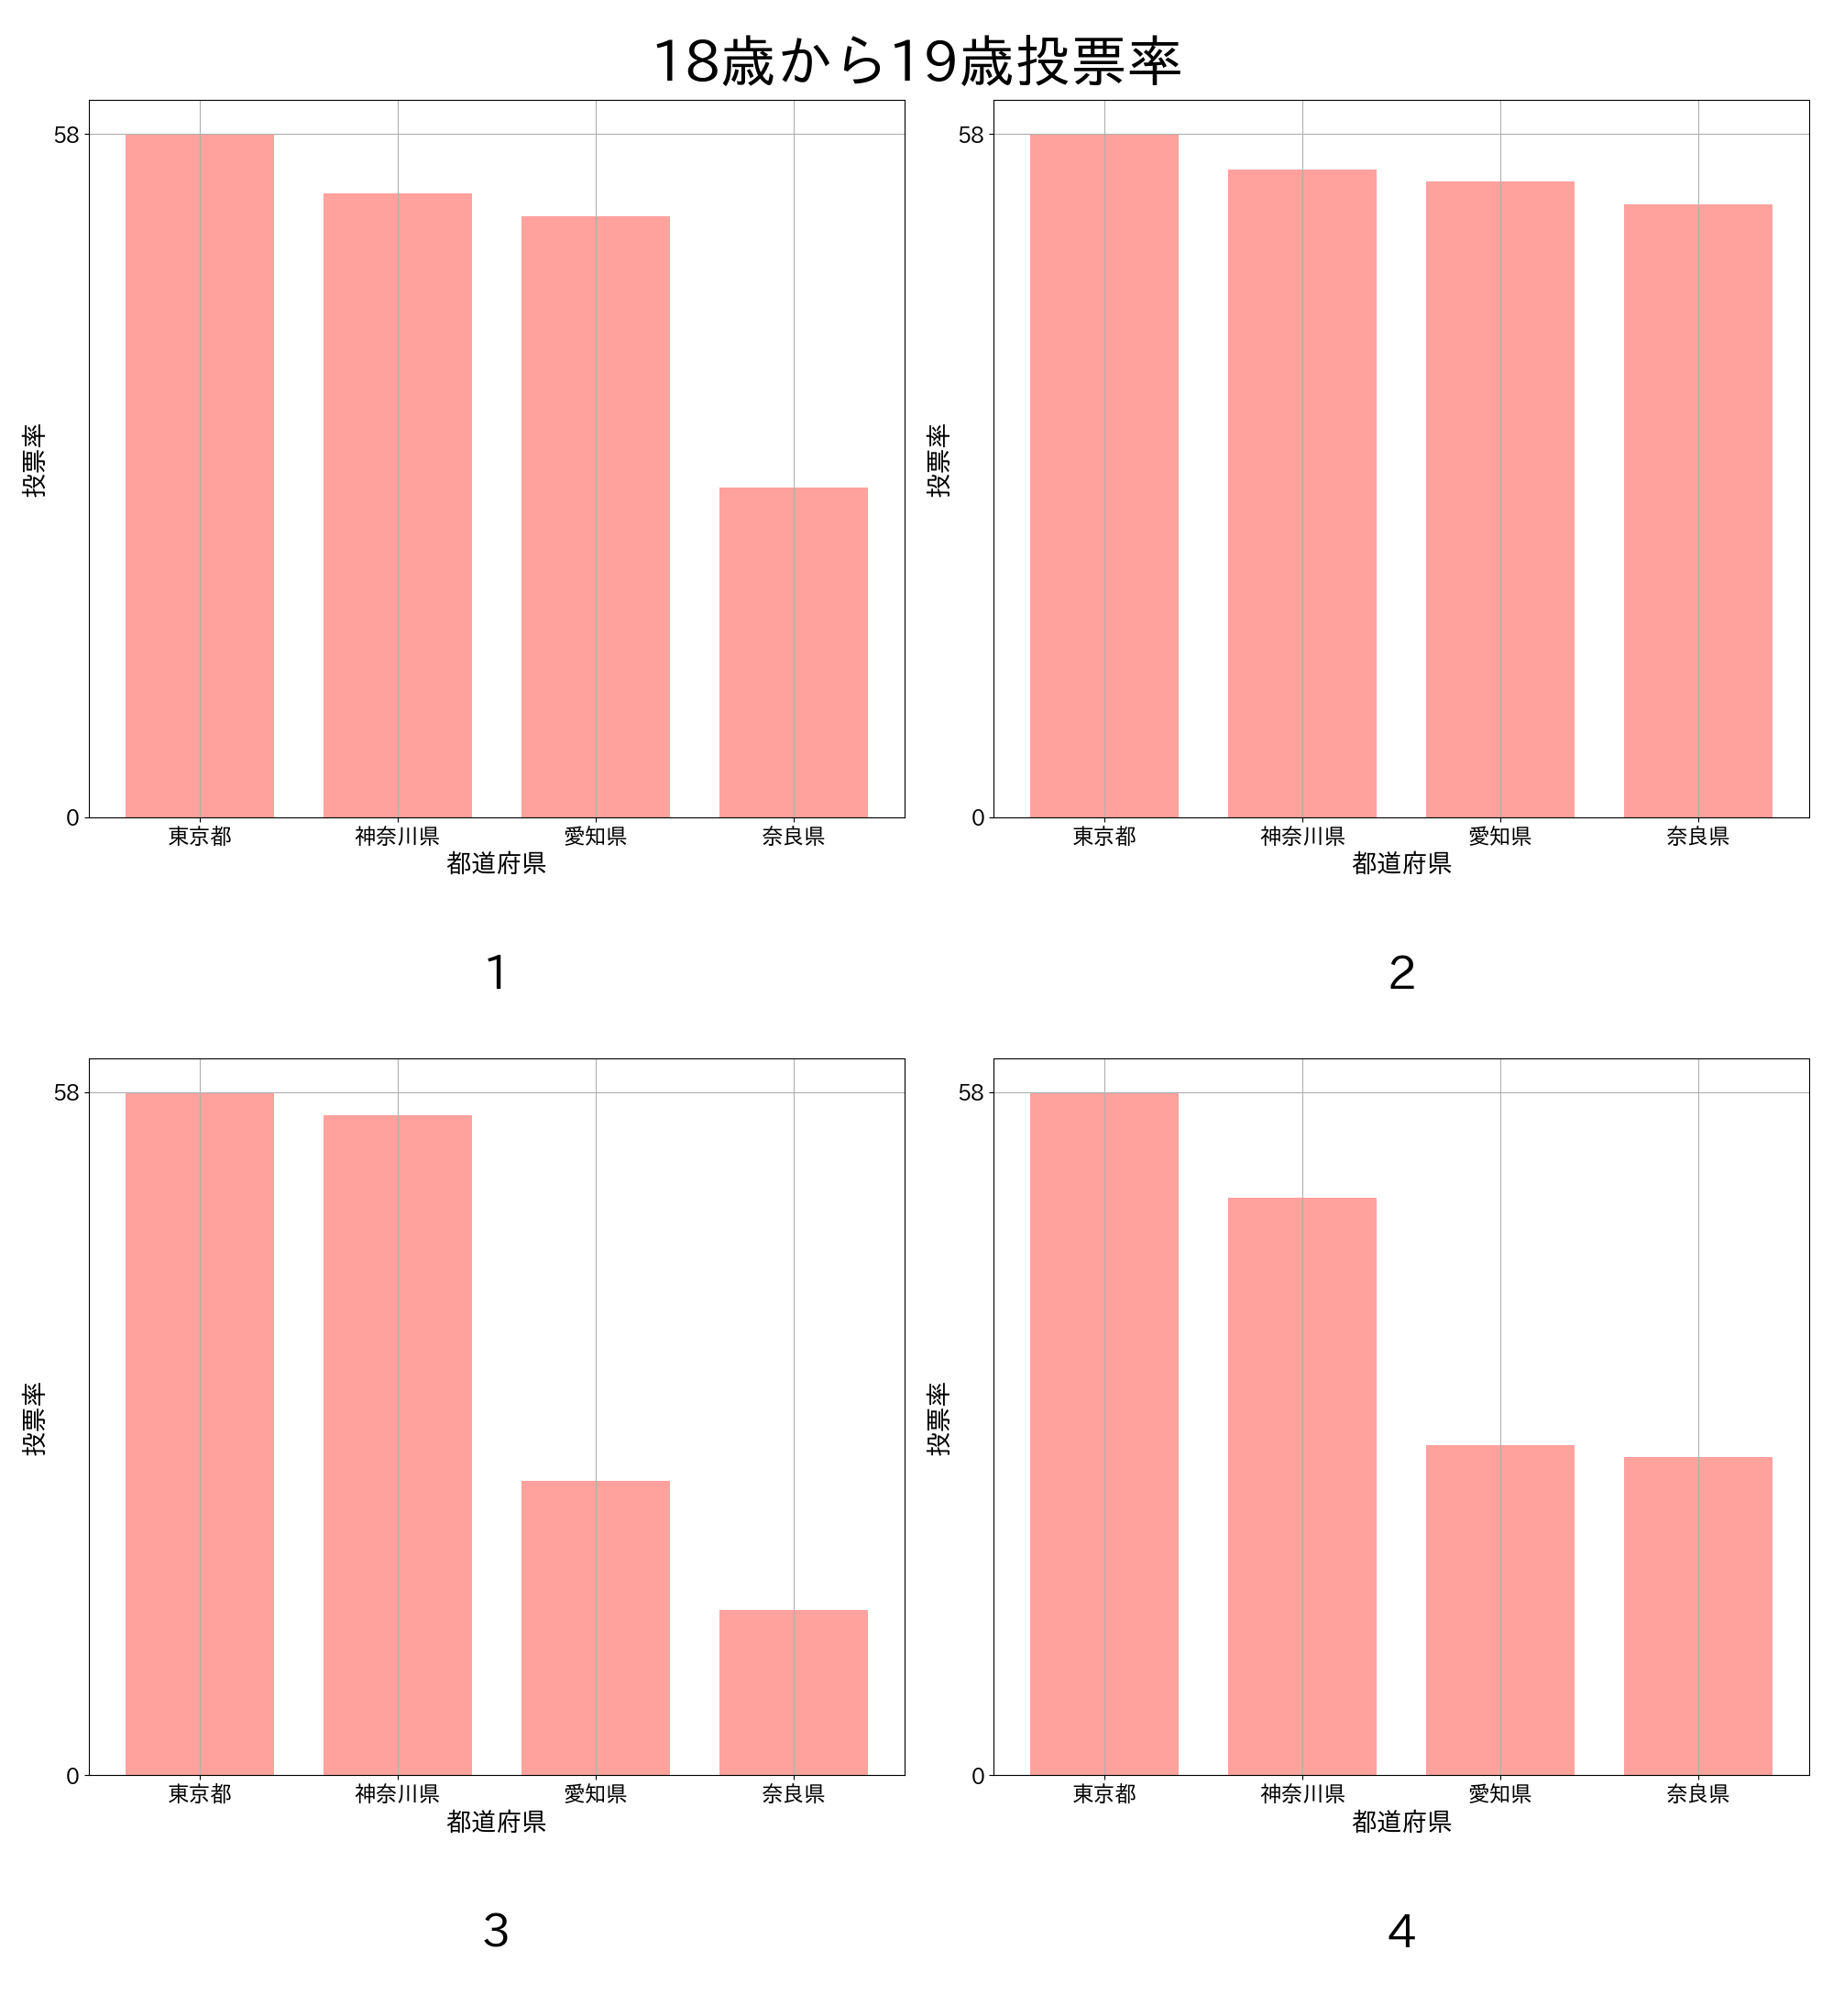 18歳から19歳投票率
58
0
投票率
東京都 神奈川県 愛知県 奈良県
都道府県
1
58
0
投票率
東京都 神奈川県 愛知県 奈良県
都道府県
2
58
0
投票率
東京都 神奈川県 愛知県 奈良県
都道府県
3
58
0
投票率
東京都 神奈川県 愛知県 奈良県
都道府県
4